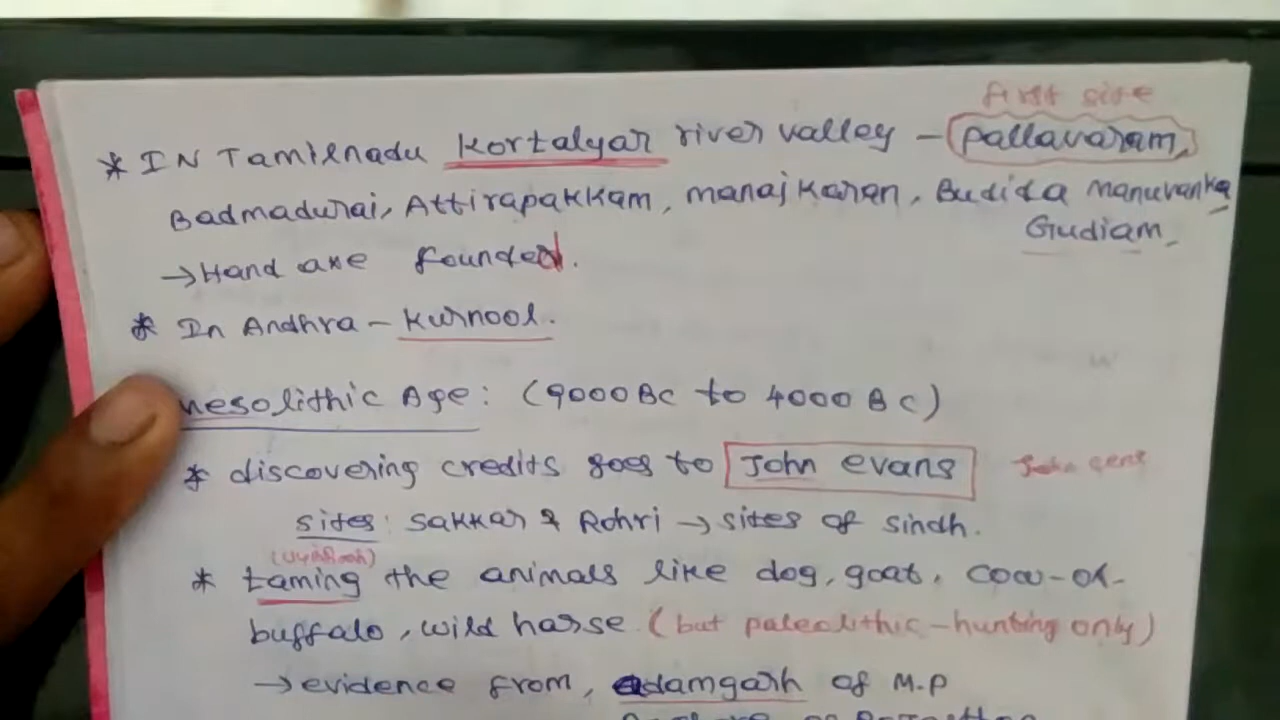 first site
* IN Tamilnadu Kortalyar river valley - Pallavaram,
Badmadurai, Attirapakkam, manajkaran, Budida Manuvanka
Gudiam
→ Hand axe founded.
* In Andhra - Kurnool.
mesolithic Age: (9000 BC to 4000 BC)
* discovering credits goes to John evans
sites: Sakkar & Rohri → sites of Sindh.
* taming the animals like dog, goat, cow-ox-
buffalo, wild harse (but paleolithic-hunting only)
→ evidence from, adamgarh of M.P